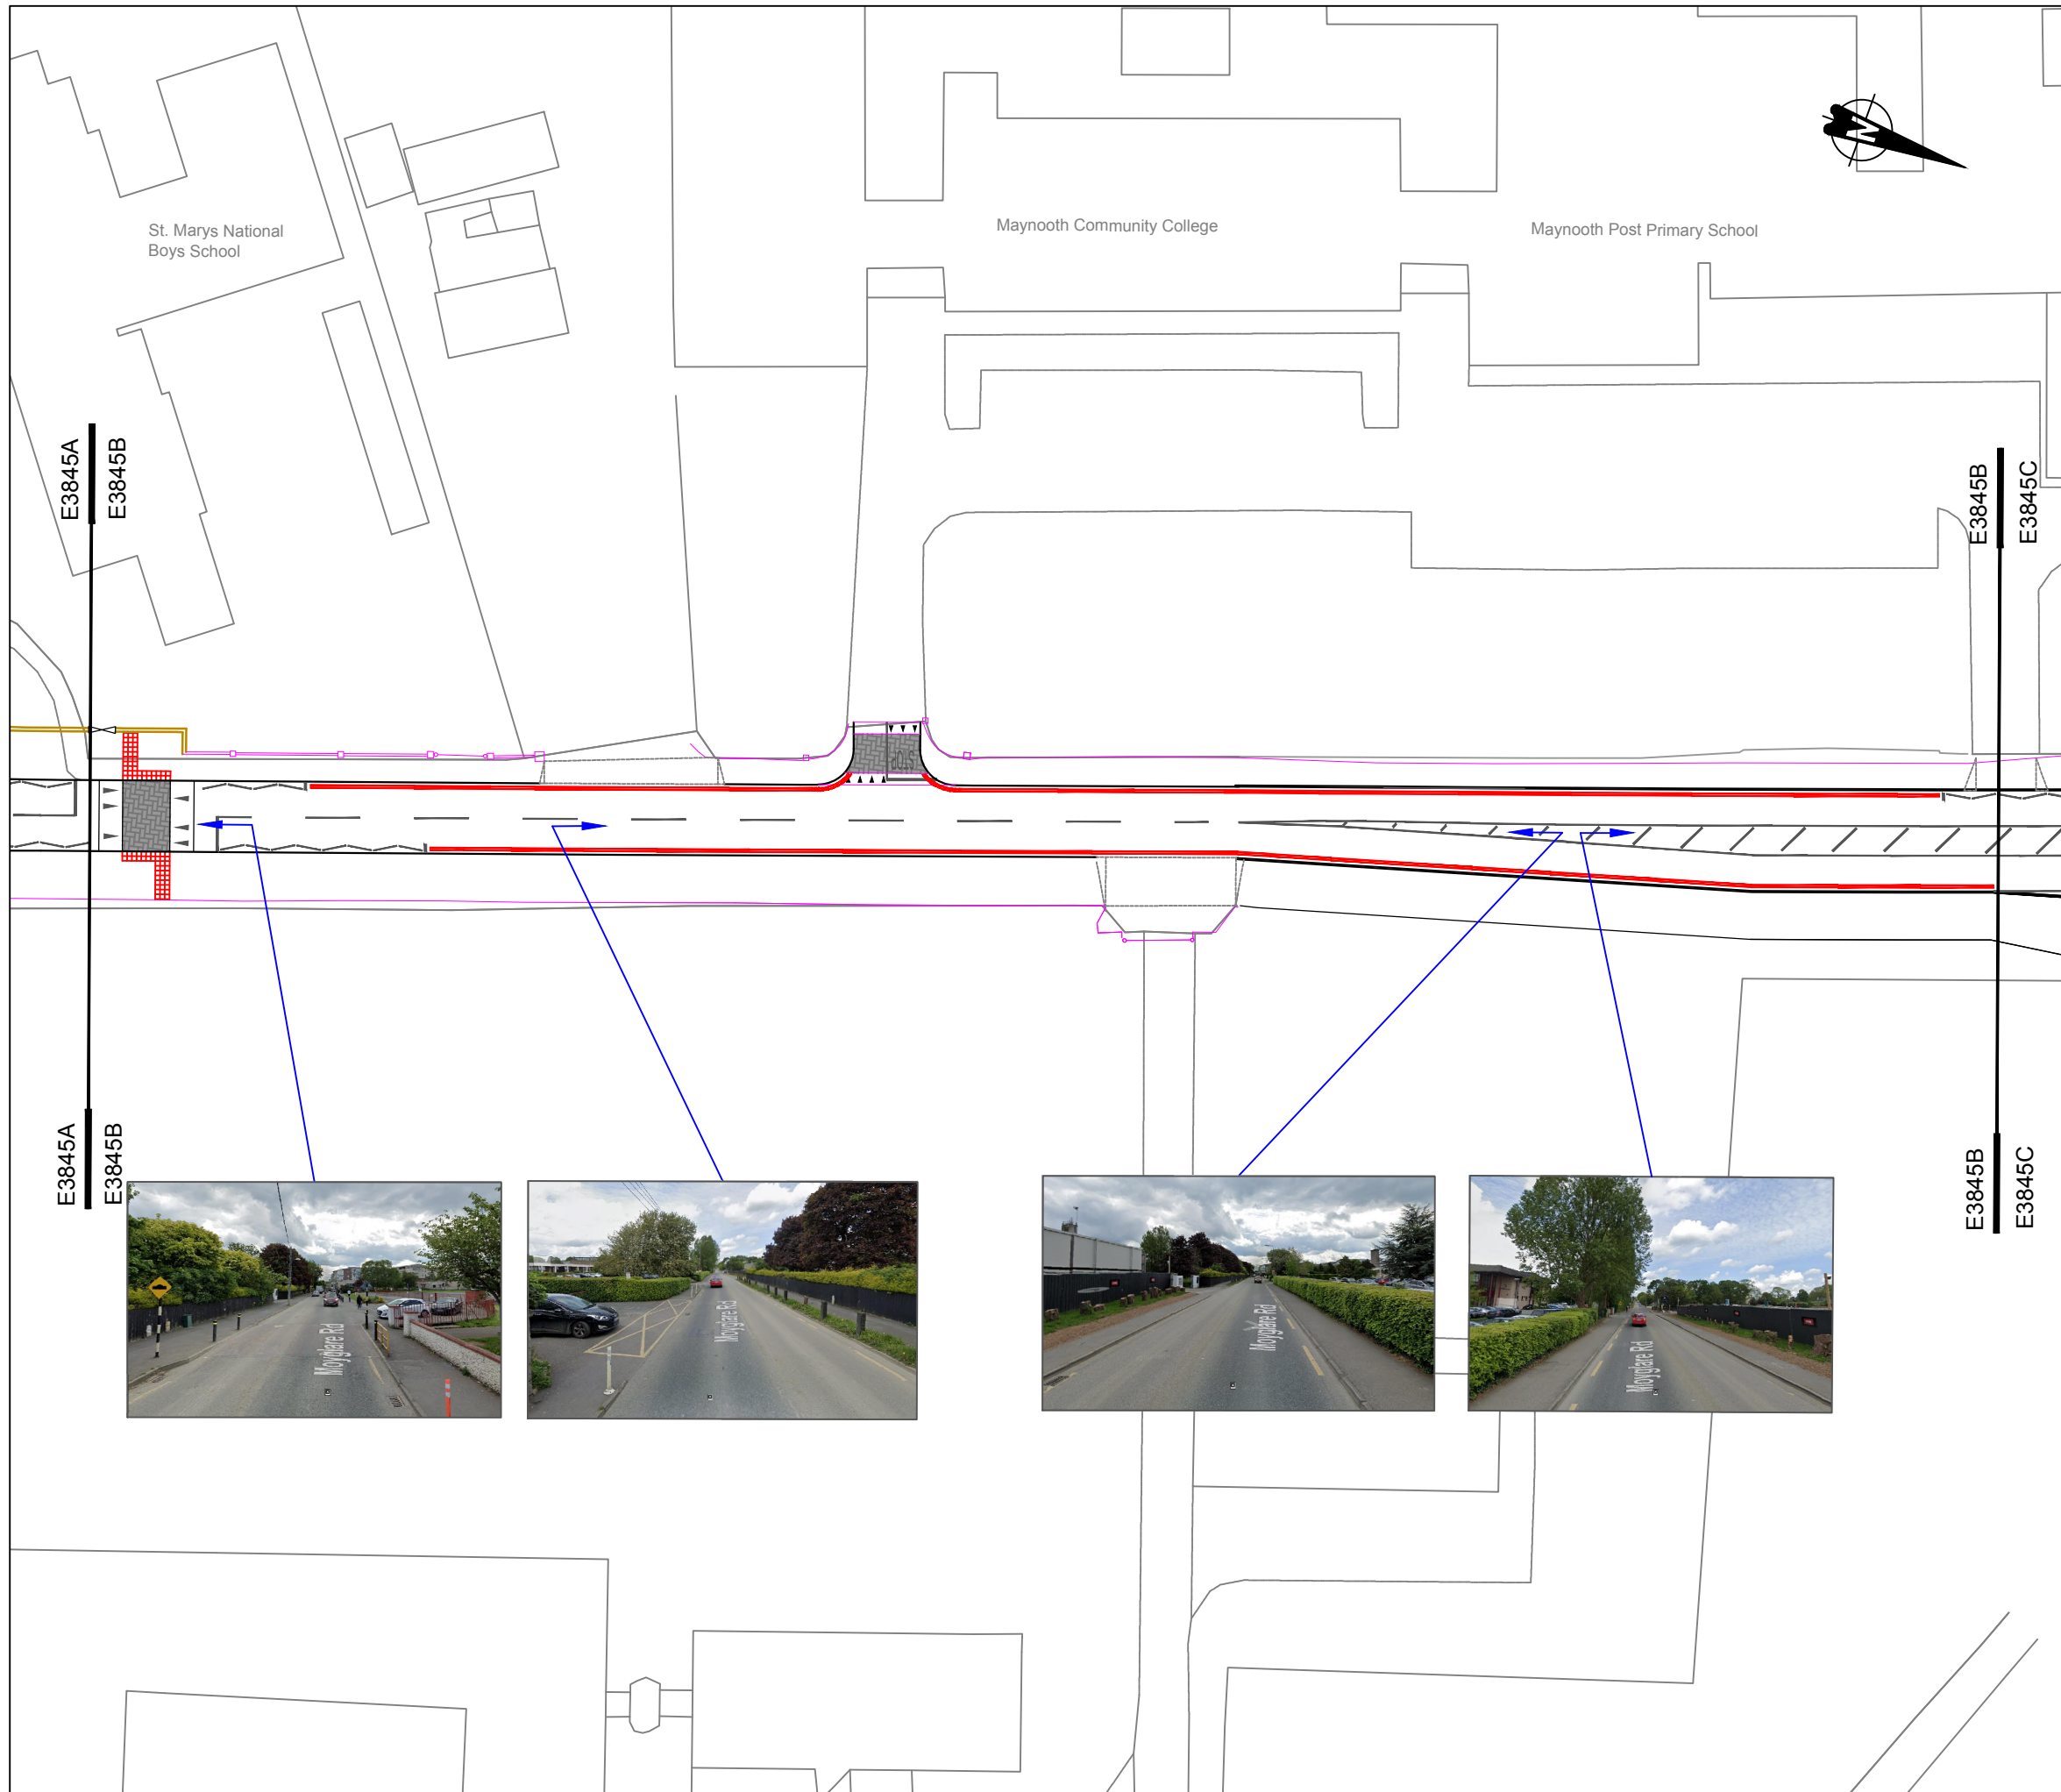 St. Marys National
Boys School
Maynooth Community College
Maynooth Post Primary School
N
E3845A
E3845B
E3845B
E3845C
STOP
E3845A
E3845B
E3845B
E3845C
Moyglare Rd
Moyglare Rd
Moyglare Rd
Moyglare Rd